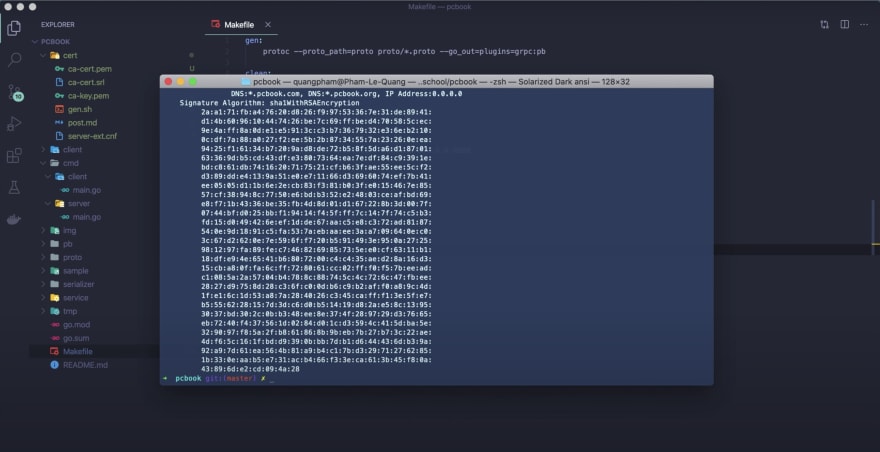 Makefile — pcbook
EXPLORER
PCBOOK
cert
ca-cert.pem
ca-cert.srl
ca-key.pem
gen.sh
post.md
server-ext.cnf
client
cmd
client
main.go
server
main.go
img
pb
proto
sample
serializer
service
tmp
go.mod
go.sum
Makefile
README.md
U
10
Makefile
gen:
protoc --proto_path=proto proto/*.proto --go_out=plugins=grpc:pb
clean:
pcbook — quangpham@Pham-Le-Quang — ..school/pcbook — -zsh — Solarized Dark ansi — 128×32
DNS:*.pcbook.com, DNS:*.pcbook.org, IP Address:0.0.0.0
Signature Algorithm: sha1WithRSAEncryption
2a:a1:71:fb:a4:76:20:d8:26:f9:97:53:36:7e:31:de:89:41:
d1:4b:60:96:10:44:74:26:be:7c:69:ff:be:d4:70:58:5c:ec:
9e:4a:ff:8a:0d:e1:e5:91:3c:c3:b7:36:79:32:e3:6e:b2:10:
0c:df:7a:88:a0:27:f2:ee:5b:2b:87:34:55:7a:23:26:0e:ea:
94:25:f1:61:34:b7:20:9a:d8:de:72:b5:8f:5d:a6:d1:87:01:
63:36:9d:b5:cd:43:df:e3:80:73:64:ea:7e:df:84:c9:39:1e:
bd:c8:61:db:74:16:20:71:75:21:cf:b6:3f:ae:55:ee:5c:f2:
d3:89:dd:e4:13:9a:51:e0:e7:11:66:d3:69:60:74:ef:7b:41:
ee:05:05:d1:1b:6e:2e:cb:83:f3:81:b0:3f:e0:15:46:7e:85:
57:cf:38:94:8c:77:50:e6:bd:b3:52:e2:48:03:ce:af:bd:69:
e8:f7:1b:43:36:be:35:fb:4d:8d:01:d1:67:22:8b:3d:00:7f:
07:44:bf:d0:25:bb:f1:94:14:f4:5f:ff:7c:14:7f:74:c5:b3:
fd:15:d0:49:42:6e:ef:1d:de:67:aa:c5:e8:c3:72:ad:81:87:
54:0e:9d:18:91:c5:fa:53:7a:eb:aa:ee:3a:a7:09:64:0e:c0:
3c:67:d2:62:0e:7e:59:6f:f7:20:b5:91:49:3e:95:0a:27:25:
98:12:97:fa:89:fe:c7:46:82:69:85:73:5e:e0:cf:63:11:b1:
18:df:e9:4e:65:41:b6:80:72:00:c4:c4:35:ae:d2:8a:16:d3:
15:cb:a8:0f:fa:6c:ff:72:80:61:cc:02:ff:f0:f5:7b:ee:ad:
c1:08:5a:2a:57:04:b4:78:8c:88:74:5c:4c:72:6c:47:fb:ee:
28:27:d9:75:8d:28:c3:6f:c0:0d:b6:c9:b2:af:f0:a8:9c:4d:
1f:e1:6c:1d:53:a8:7a:28:40:26:c3:45:ca:ff:f1:3e:5f:e7:
b5:55:62:28:15:7d:3d:c6:d0:b5:14:19:d8:2a:e5:8c:13:95:
30:37:bd:30:2c:0b:b3:48:ee:8e:37:4f:28:97:29:d3:76:65:
eb:72:40:f4:37:56:1d:02:84:d0:1c:d3:59:4c:41:5d:ba:5e:
32:90:97:f8:5a:2f:b8:61:86:8b:9b:eb:7b:27:b7:3c:22:ae:
4d:f6:5c:16:1f:bd:d9:39:0b:bb:7d:b1:d6:44:43:6d:b3:9a:
92:a9:7d:61:ea:56:4b:81:a9:b4:c1:7b:d3:29:71:27:62:85:
1b:33:0e:aa:b5:e7:31:ac:b4:66:f3:3e:ca:61:3b:45:f8:0a:
43:89:6d:e2:cd:09:4a:28
➜ pcbook git:(master) ✗ _